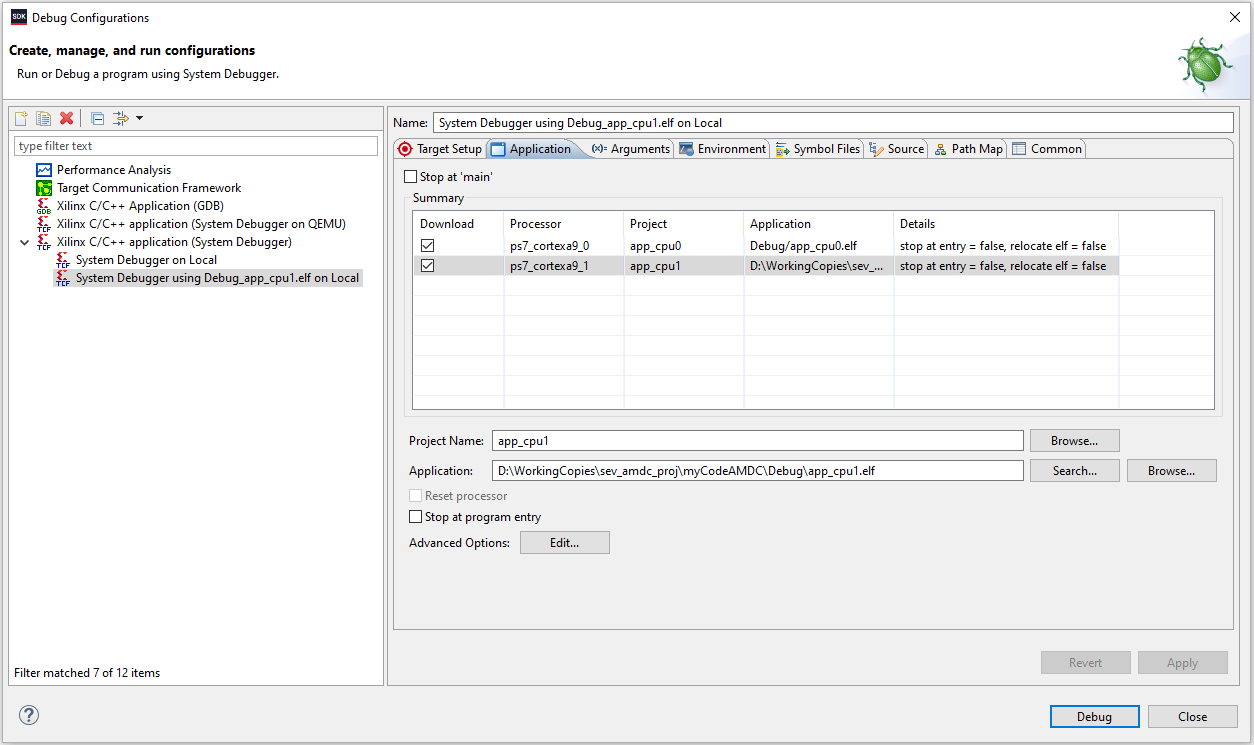 SDK Debug Configurations
Create, manage, and run configurations
Run or Debug a program using System Debugger.
type filter text
Performance Analysis
Target Communication Framework
GDB Xilinx C/C++ Application (GDB)
TCF Xilinx C/C++ application (System Debugger on QEMU)
TCF Xilinx C/C++ application (System Debugger)
TCF System Debugger on Local
TCF System Debugger using Debug_app_cpu1.elf on Local
Filter matched 7 of 12 items
Name: System Debugger using Debug_app_cpu1.elf on Local
Target Setup Application (x)= Arguments Environment Symbol Files Source Path Map Common
Stop at 'main'
Summary
Download Processor Project Application Details
ps7_cortexa9_0 app_cpu0 Debug/app_cpu0.elf stop at entry = false, relocate elf = false
ps7_cortexa9_1 app_cpu1 D:\WorkingCopies\sev_... stop at entry = false, relocate elf = false
Project Name: app_cpu1 Browse...
Application: D:\WorkingCopies\sev_amdc_proj\myCodeAMDC\Debug\app_cpu1.elf Search... Browse...
Reset processor
Stop at program entry
Advanced Options: Edit...
Revert Apply
? Debug Close